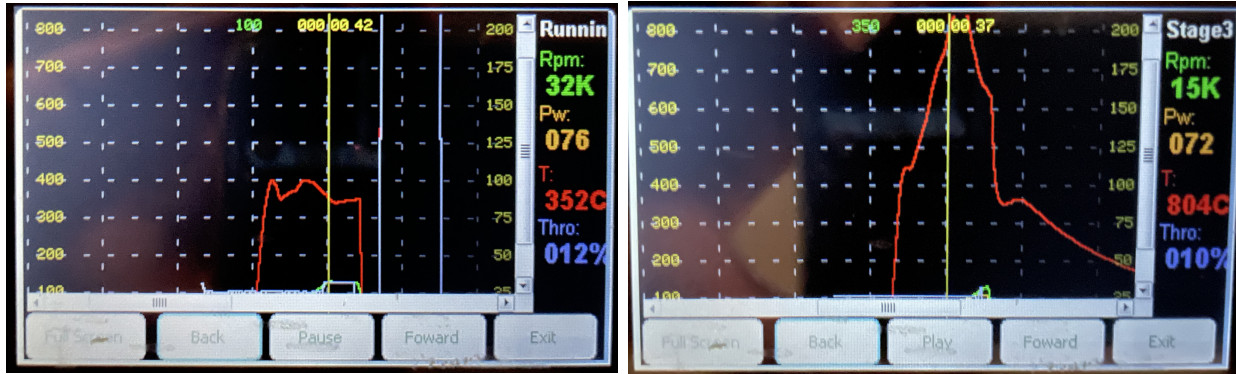 800 100 000 00 42 200 Runnin
700 175 Rpm:
32K
600 150 Pw:
076
500 125
400 100 T:
352C
300 75 Thro:
012%
200 50
100 25
Full Screen Back Pause Foward Exit
800 350 000 00 37 200 Stage3
700 175 Rpm:
15K
600 150 Pw:
072
500 125
400 100 T:
804C
300 75 Thro:
010%
200 50
100 25
Full Screen Back Play Foward Exit